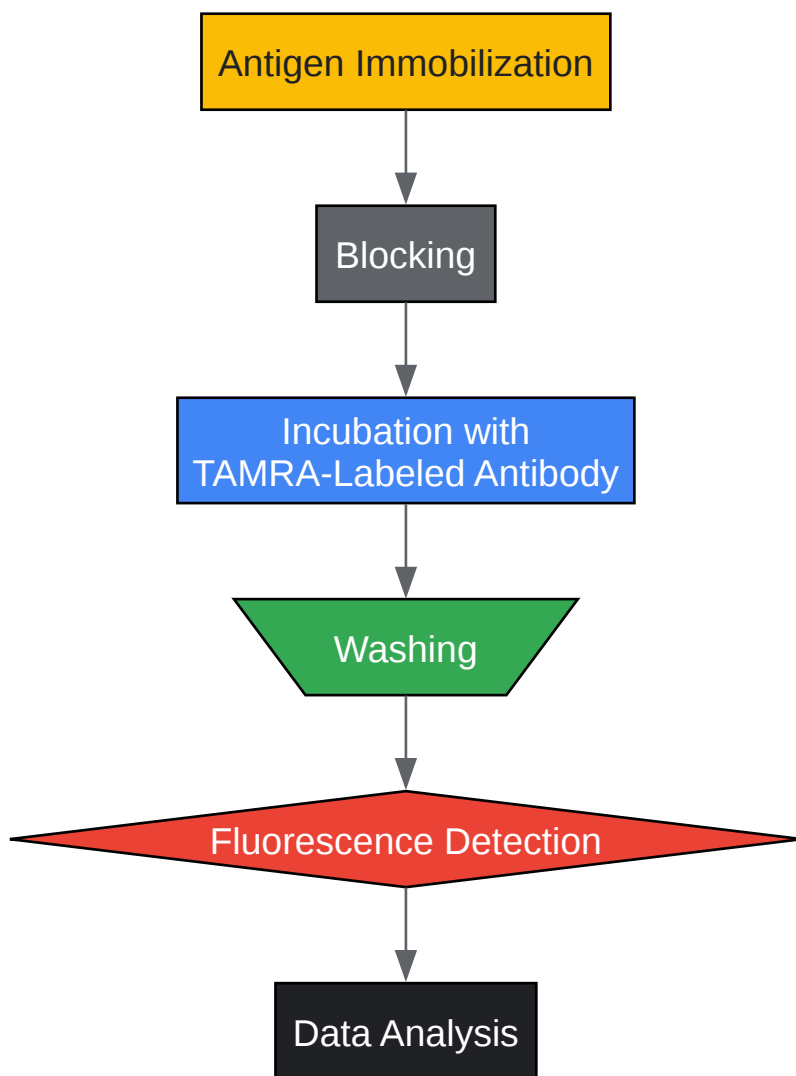 Antigen Immobilization
Blocking
Incubation with
TAMRA-Labeled Antibody
Washing
Fluorescence Detection
Data Analysis